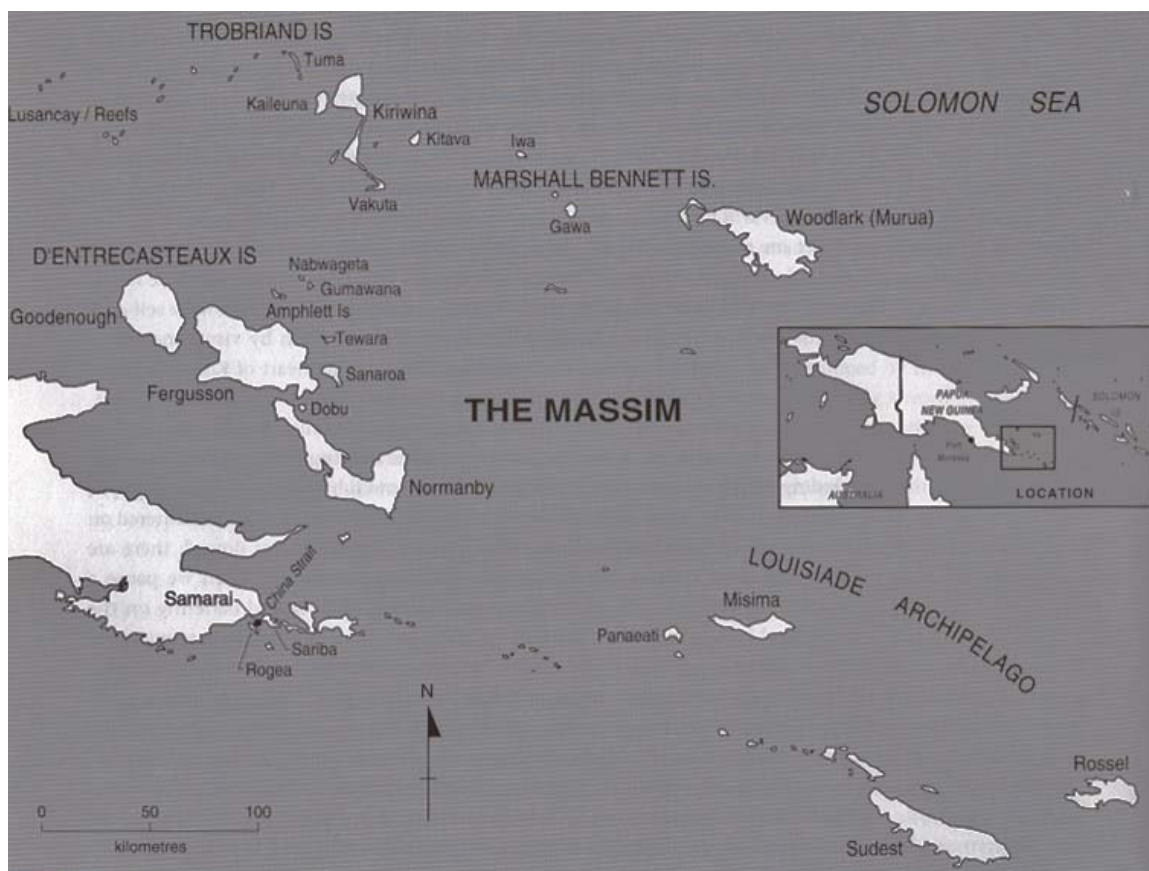 TROBRIAND IS
Tuma
Lusancay / Reefs
Kaileuna
Kiriwina
SOLOMON SEA
Kitava
Iwa
MARSHALL BENNETT IS.
Vakuta
Gawa
Woodlark (Murua)
D'ENTRECASTEAUX IS
Nabwageta
Gumawana
Amphlett Is
Goodenough
Tewara
Sanaroa
Fergusson
Dobu
THE MASSIM
PAPUA
NEW GUINEA
SOLOMON
IS
Port
Moresby
AUSTRALIA
LOCATION
Normanby
China Strait
Samarai
Sariba
Rogea
LOUISIADE ARCHIPELAGO
Misima
Panaeati
N
Rossel
Sudest
0 50 100
kilometres